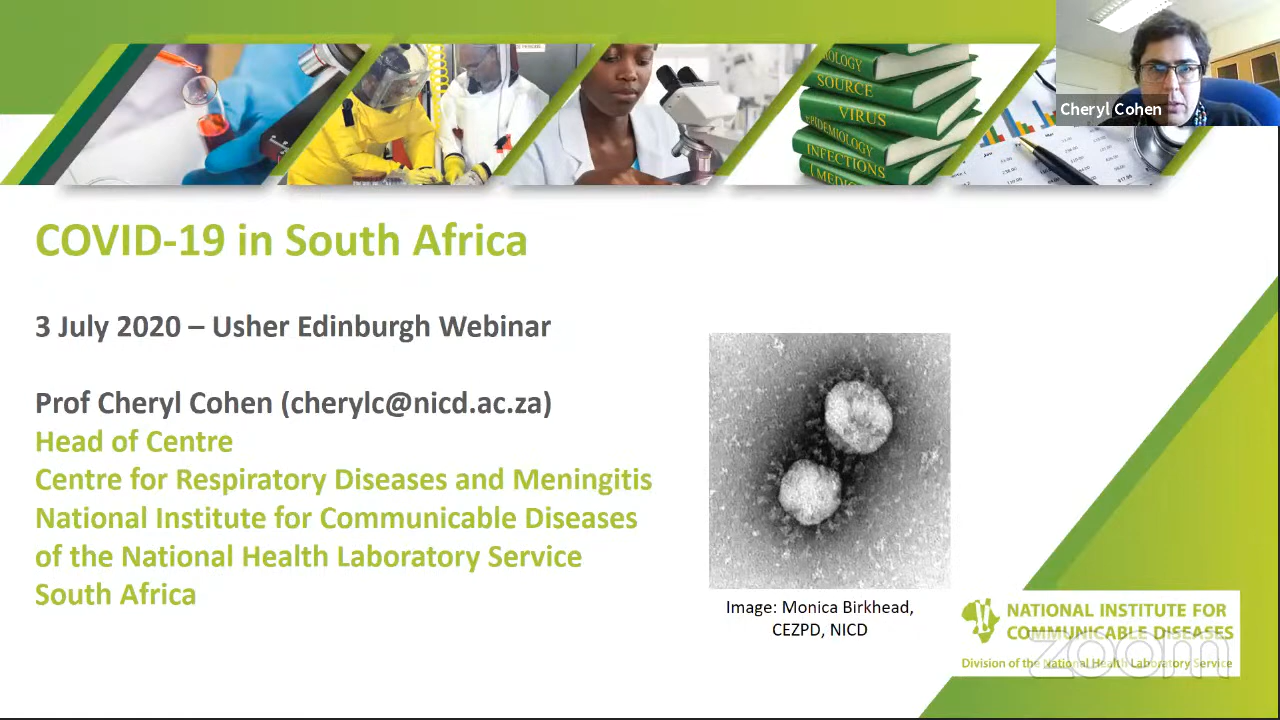 Cheryl Cohen
IOLOGY
SOURCE
VIRUS
EPIDEMIOLOGY
INFECTIONS
COVID-19 in South Africa
3 July 2020 – Usher Edinburgh Webinar
Prof Cheryl Cohen (cherylc@nicd.ac.za)
Head of Centre
Centre for Respiratory Diseases and Meningitis
National Institute for Communicable Diseases
of the National Health Laboratory Service
South Africa
Image: Monica Birkhead,
CEZPD, NICD
NATIONAL INSTITUTE FOR
COMMUNICABLE DISEASES
Division of the National Health Laboratory Service
zoom